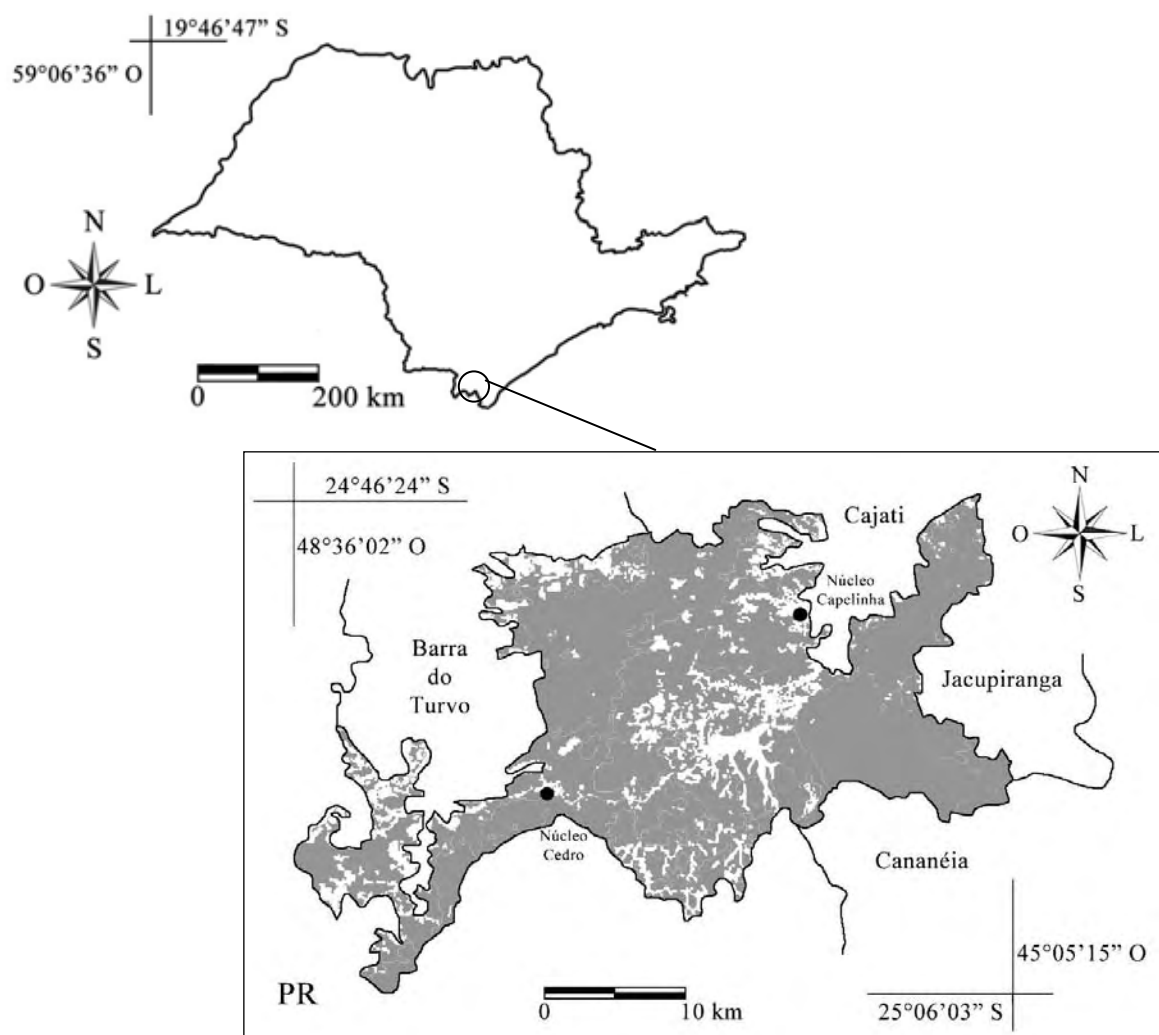 19°46'47” S
59°06'36” O
N
O
L
S
0
200 km
24°46'24” S
48°36'02” O
N
O
L
S
Cajati
Núcleo
Capelinha
Barra
do
Turvo
Jacupiranga
Núcleo
Cedro
Cananéia
PR
0
10 km
45°05'15” O
25°06'03” S